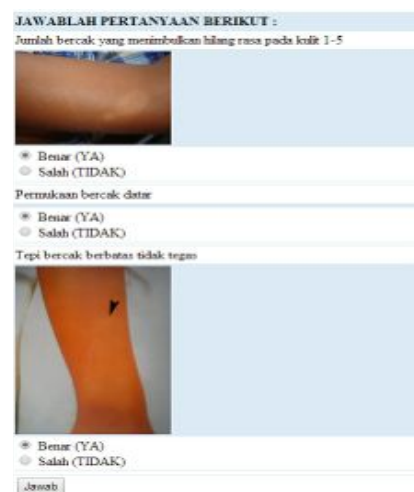 JAWABLAH PERTANYAAN BERIKUT :
Jumlah bercak yang menimbulkan hilang rasa pada kulit 1-5
Benar (YA)
Salah (TIDAK)
Permukaan bercak datar
Benar (YA)
Salah (TIDAK)
Tepi bercak berbatas tidak tegas
Benar (YA)
Salah (TIDAK)
Jawab